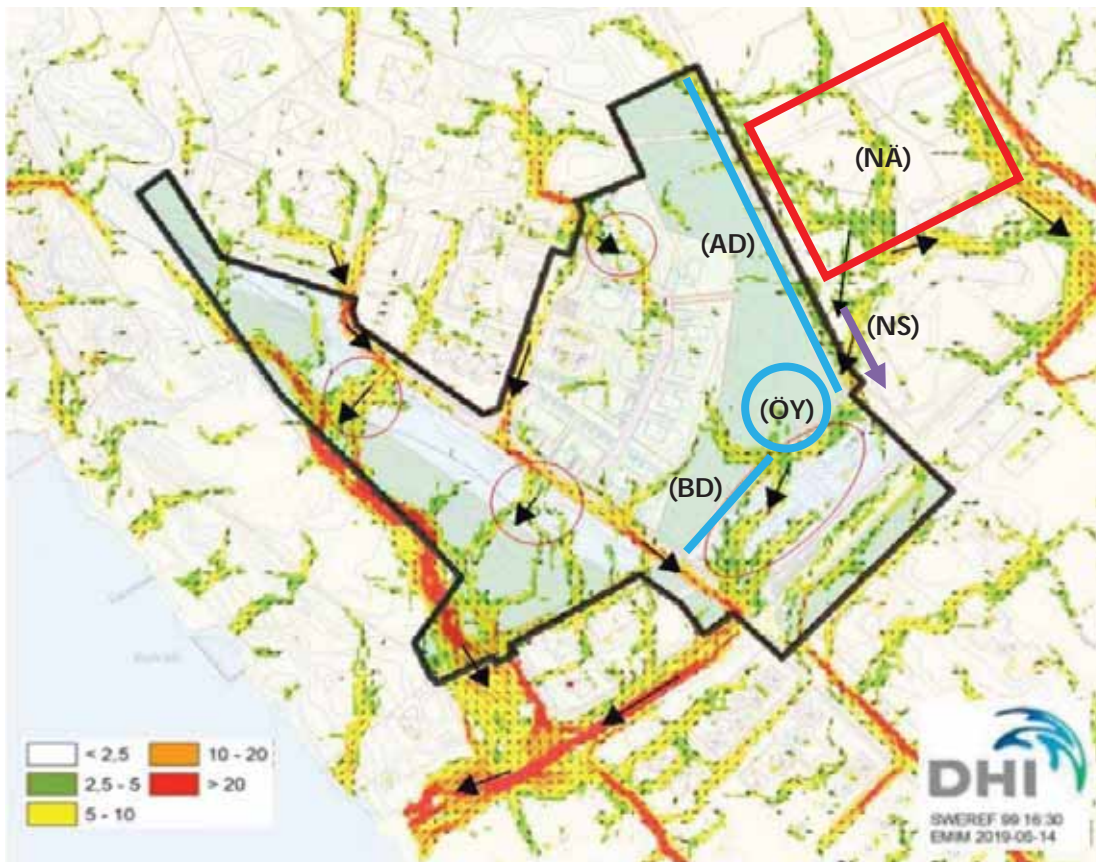 (NÄ)
(AD)
(NS)
(ÖY)
(BD)
< 2,5
10 - 20
2,5 - 5
> 20
5 - 10
DHI
SWEREF 99 16:30
EMIM 2019-05-14